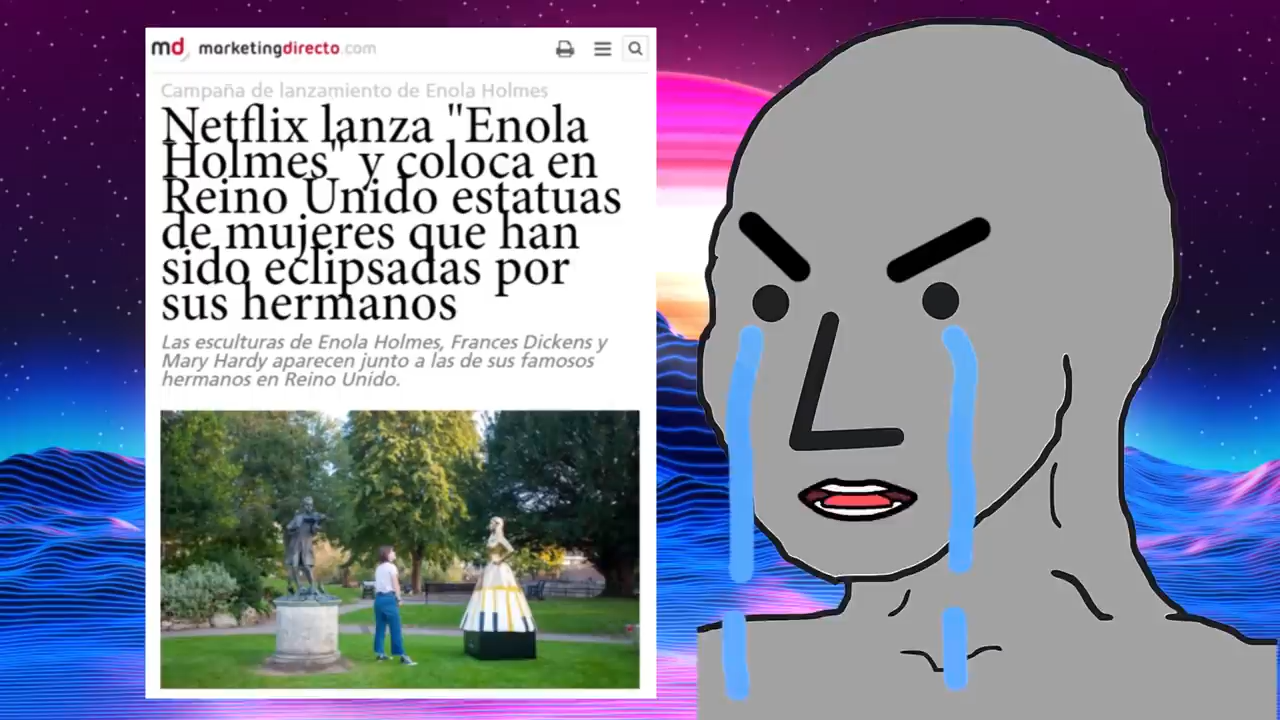 md marketingdirecto.com
Campaña de lanzamiento de Enola Holmes
Netflix lanza "Enola
Holmes" y coloca en
Reino Unido estatuas
de mujeres que han
sido eclipsadas por
sus hermanos
Las esculturas de Enola Holmes, Frances Dickens y
Mary Hardy aparecen junto a las de sus famosos
hermanos en Reino Unido.